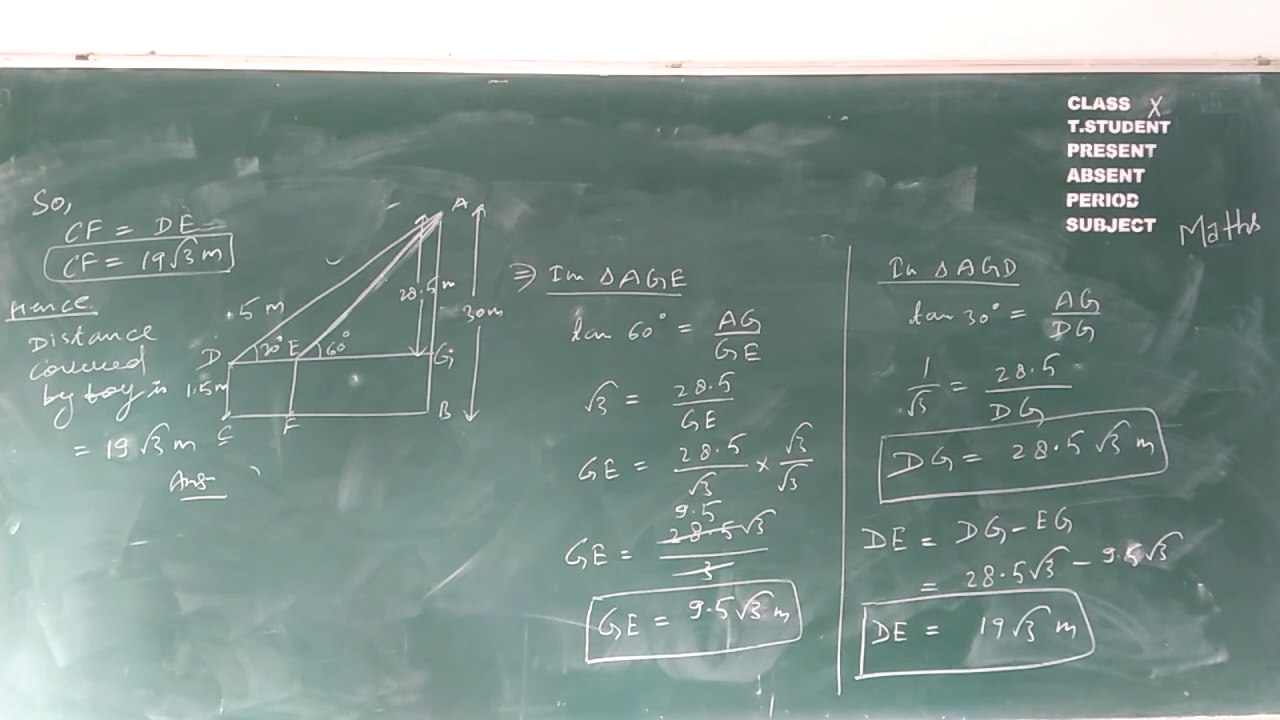 CLASS X
T.STUDENT
PRESENT
ABSENT
PERIOD
SUBJECT Maths
So,
CF = DE
CF = 19√3 m
Hence
Distance
covered
by boy is
= 19√3 m
Ans
A
28.5 m
30m
.5 m
D 30° E 60° G
1.5m
C F B
⇒ In △AGE
tan 60° = AG/GE
√3 = 28.5/GE
GE = 28.5/√3 × √3/√3
9.5
GE = 28.5√3/3
GE = 9.5√3 m
In △AGD
tan 30° = AG/DG
1/√3 = 28.5/DG
DG = 28.5√3 m
DE = DG - EG
= 28.5√3 - 9.5√3
DE = 19√3 m